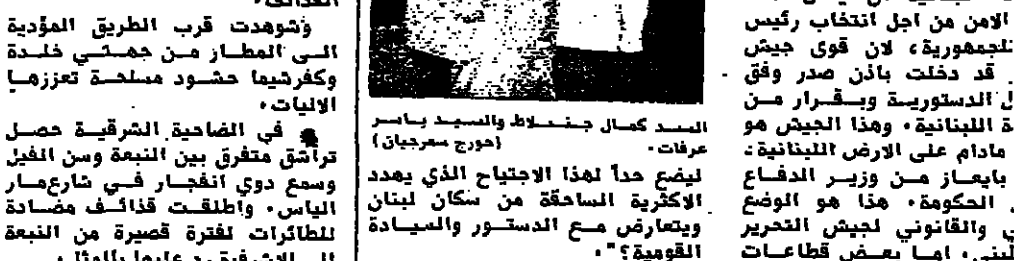 الامن من اجل انتخاب رئيس
للجمهورية، لان قوى جيش
قد دخلت باذن صدر وفق
الدستورية وبقرار من
اللبنانية. وهذا الجيش هو
مادام على الارض اللبنانية
بايعاز من وزير الدفاع
الحكومة. هذا هو الوضع
والقانوني لجيش التحرير
اما بعض قطاعات
السيد كمال جنبلاط والسيد ياسر
عرفات. (جورج سمرجيان)
ليضع حداً لهذا الاجتياح الذي يهدد
الاكثرية الساحقة من سكان لبنان
ويتعارض مع الدستور والسيادة
القومية؟".
القذائف.
وشوهدت قرب الطريق المؤدية
الى المطار من جهتي خلدة
وكفرشيما حشود مسلحة تعززها
الاليات.
في الضاحية الشرقية حصل
تراشق متفرق بين النبعة وسن الفيل
وسمع دوي انفجار في شارع مار
الياس. واطلقت قذائف مضادة
للطائرات لفترة قصيرة من النبعة